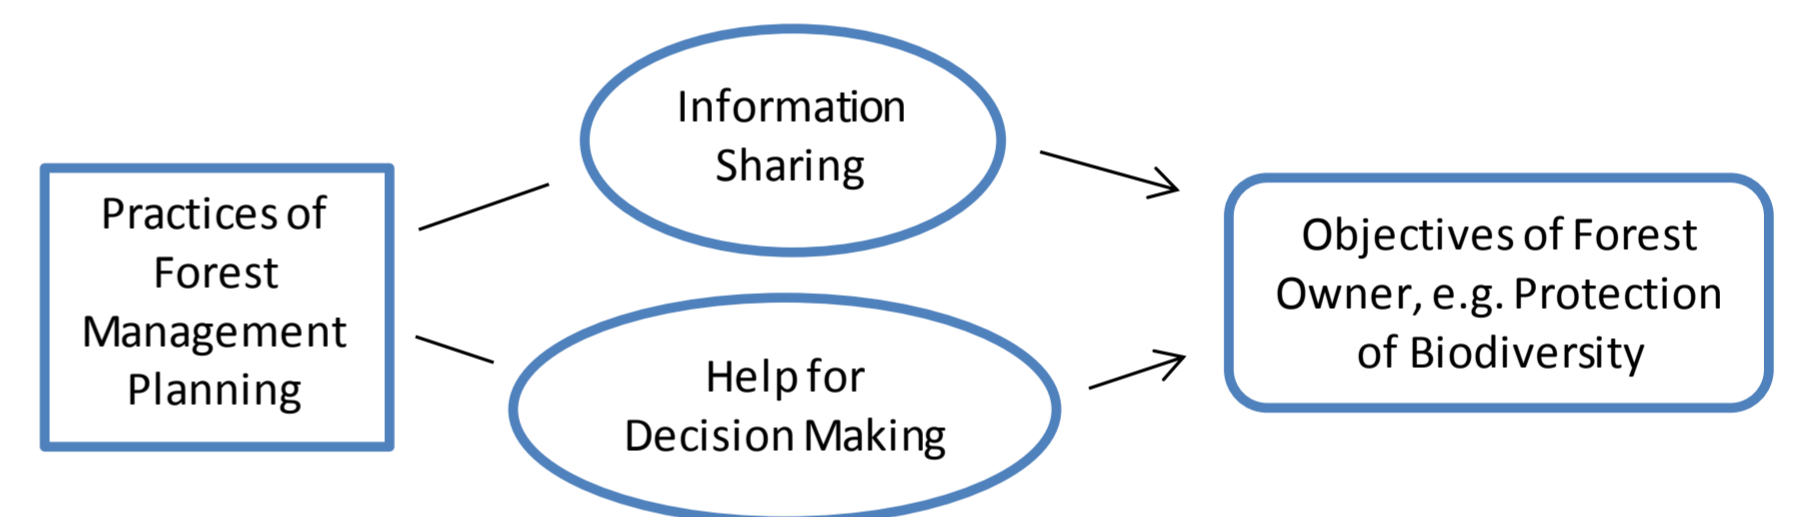 Practices of
Forest
Management
Planning
Information
Sharing
Help for
Decision Making
Objectives of Forest
Owner, e.g. Protection
of Biodiversity